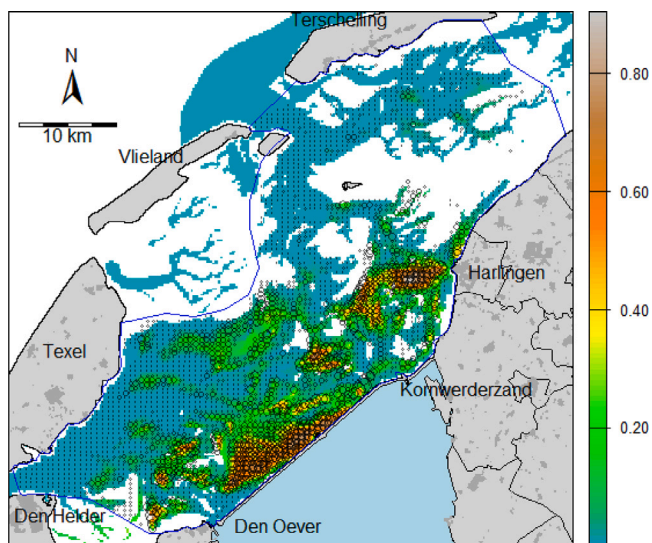 Terschelling
N
0.80
10 km
Vlieland
0.60
Harlingen
0.40
Texel
Kornwerderzand
0.20
Den Helder
Den Oever